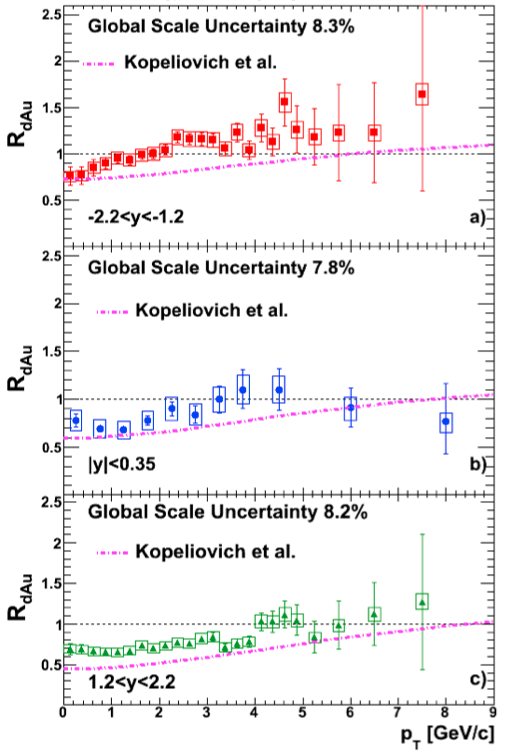 2.5
Global Scale Uncertainty 8.3%
2
Kopeliovich et al.
1.5
R_dAu
1
0.5
-2.2<y<-1.2
a)
2.5
Global Scale Uncertainty 7.8%
2
Kopeliovich et al.
1.5
R_dAu
1
0.5
|y|<0.35
b)
2.5
Global Scale Uncertainty 8.2%
2
Kopeliovich et al.
1.5
R_dAu
1
0.5
1.2<y<2.2
c)
0 1 2 3 4 5 6 7 8 9
p_T [GeV/c]